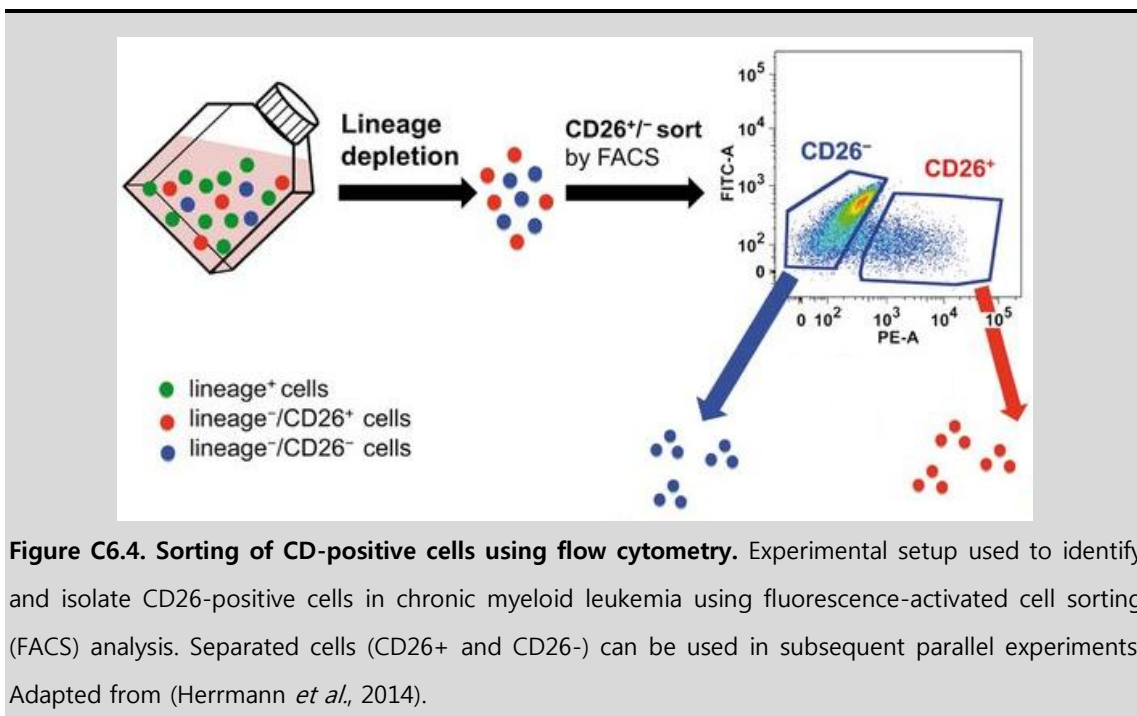 Lineage
depletion
CD26⁺/⁻ sort
by FACS
10⁵
10⁴
10³
10²
0
FITC-A
CD26⁻
CD26⁺
0 10² 10³ 10⁴ 10⁵
PE-A
lineage⁺ cells
lineage⁻/CD26⁺ cells
lineage⁻/CD26⁻ cells
Figure C6.4. Sorting of CD-positive cells using flow cytometry. Experimental setup used to identify
and isolate CD26-positive cells in chronic myeloid leukemia using fluorescence-activated cell sorting
(FACS) analysis. Separated cells (CD26+ and CD26-) can be used in subsequent parallel experiments
Adapted from (Herrmann et al., 2014).